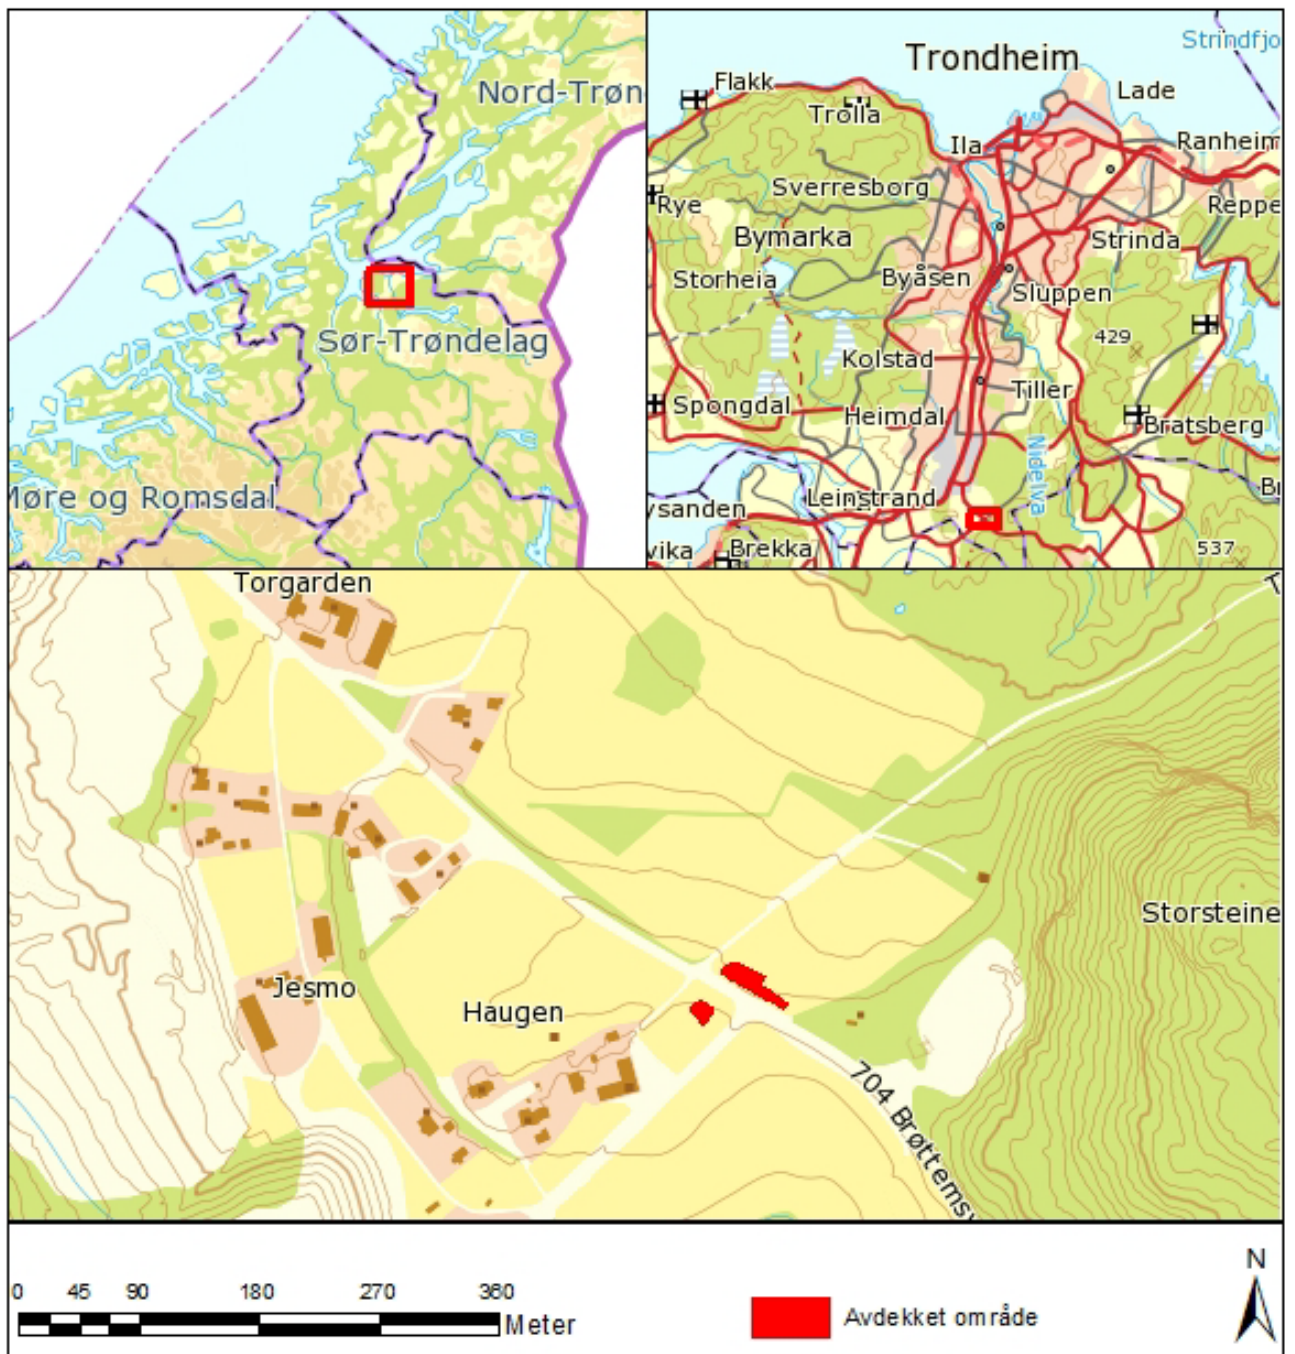 Nord-Trøn
Sør-Trøndelag
Møre og Romsdal
Strindfjo
Trondheim
Flakk
Lade
Trolla
Ila
Ranheim
Sverresborg
Rye
Reppe
Bymarka
Strinda
Storheia
Byåsen
Sluppen
429
Kolstad
Tiller
Spongdal
Heimdal
Bratsberg
Nidelva
Leinstrand
ysanden
vika
Brekka
537
Torgarden
Storsteine
Jesmo
Haugen
704 Brøttemsv
0 45 90 180 270 360
Meter
Avdekket område
N